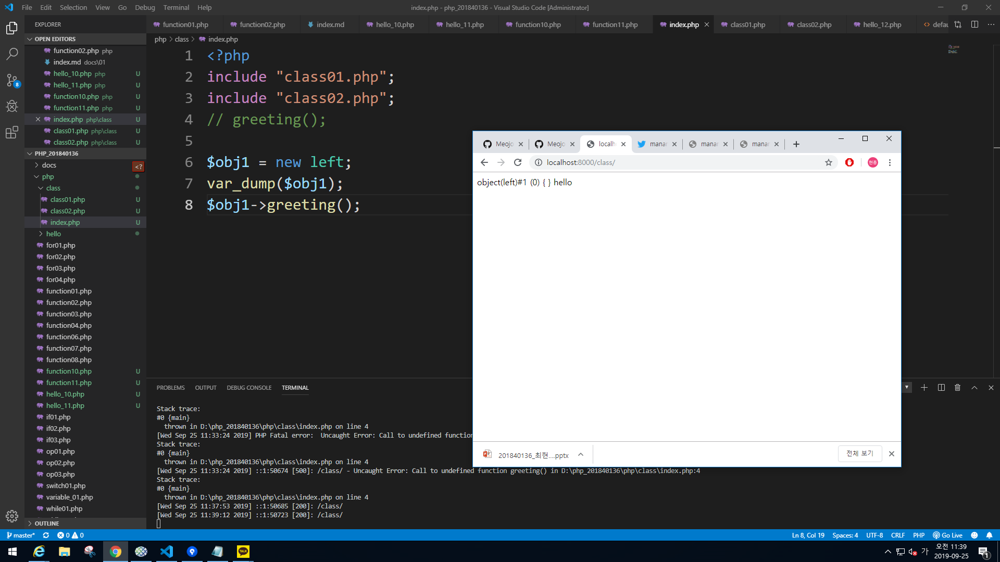 File Edit Selection View Go Debug Terminal Help
index.php - php_201840136 - Visual Studio Code [Administrator]
EXPLORER
function01.php function02.php index.md hello_10.php hello_11.php function10.php function11.php index.php class01.php class02.php hello_12.php defau
OPEN EDITORS
function02.php php
index.md docs\01
hello_10.php php U
hello_11.php php U
function10.php php U
function11.php php U
index.php php\class U
class01.php php\class U
class02.php php\class U
8
PHP_201840136
docs
<?
php
class
class01.php U
class02.php U
index.php U
hello
for01.php
for02.php
for03.php
for04.php
function01.php
function02.php
function03.php
function04.php
function06.php
function07.php
function08.php
function10.php U
function11.php U
hello_10.php U
hello_11.php U
if01.php
if02.php
if03.php
op01.php
op02.php
op03.php
switch01.php
variable_01.php
while01.php
OUTLINE
php > class > index.php
1 <?php
2 include "class01.php";
3 include "class02.php";
4 // greeting();
5
6 $obj1 = new left;
7 var_dump($obj1);
8 $obj1->greeting();
Meojo Meojo localh manar manar manar
localhost:8000/class/
현종
object(left)#1 (0) { } hello
201840136_최현....pptx
전체 보기
PROBLEMS OUTPUT DEBUG CONSOLE TERMINAL
Stack trace:
#0 {main}
thrown in D:\php_201840136\php\class\index.php on line 4
[Wed Sep 25 11:33:24 2019] PHP Fatal error: Uncaught Error: Call to undefined function
Stack trace:
#0 {main}
thrown in D:\php_201840136\php\class\index.php on line 4
[Wed Sep 25 11:33:24 2019] ::1:50674 [500]: /class/ - Uncaught Error: Call to undefined function greeting() in D:\php_201840136\php\class\index.php:4
Stack trace:
#0 {main}
thrown in D:\php_201840136\php\class\index.php on line 4
[Wed Sep 25 11:37:53 2019] ::1:50685 [200]: /class/
[Wed Sep 25 11:39:12 2019] ::1:50723 [200]: /class/
master* 0 0
Ln 8, Col 19 Spaces: 4 UTF-8 CRLF PHP Go Live
TALK
가
오전 11:39
2019-09-25
1